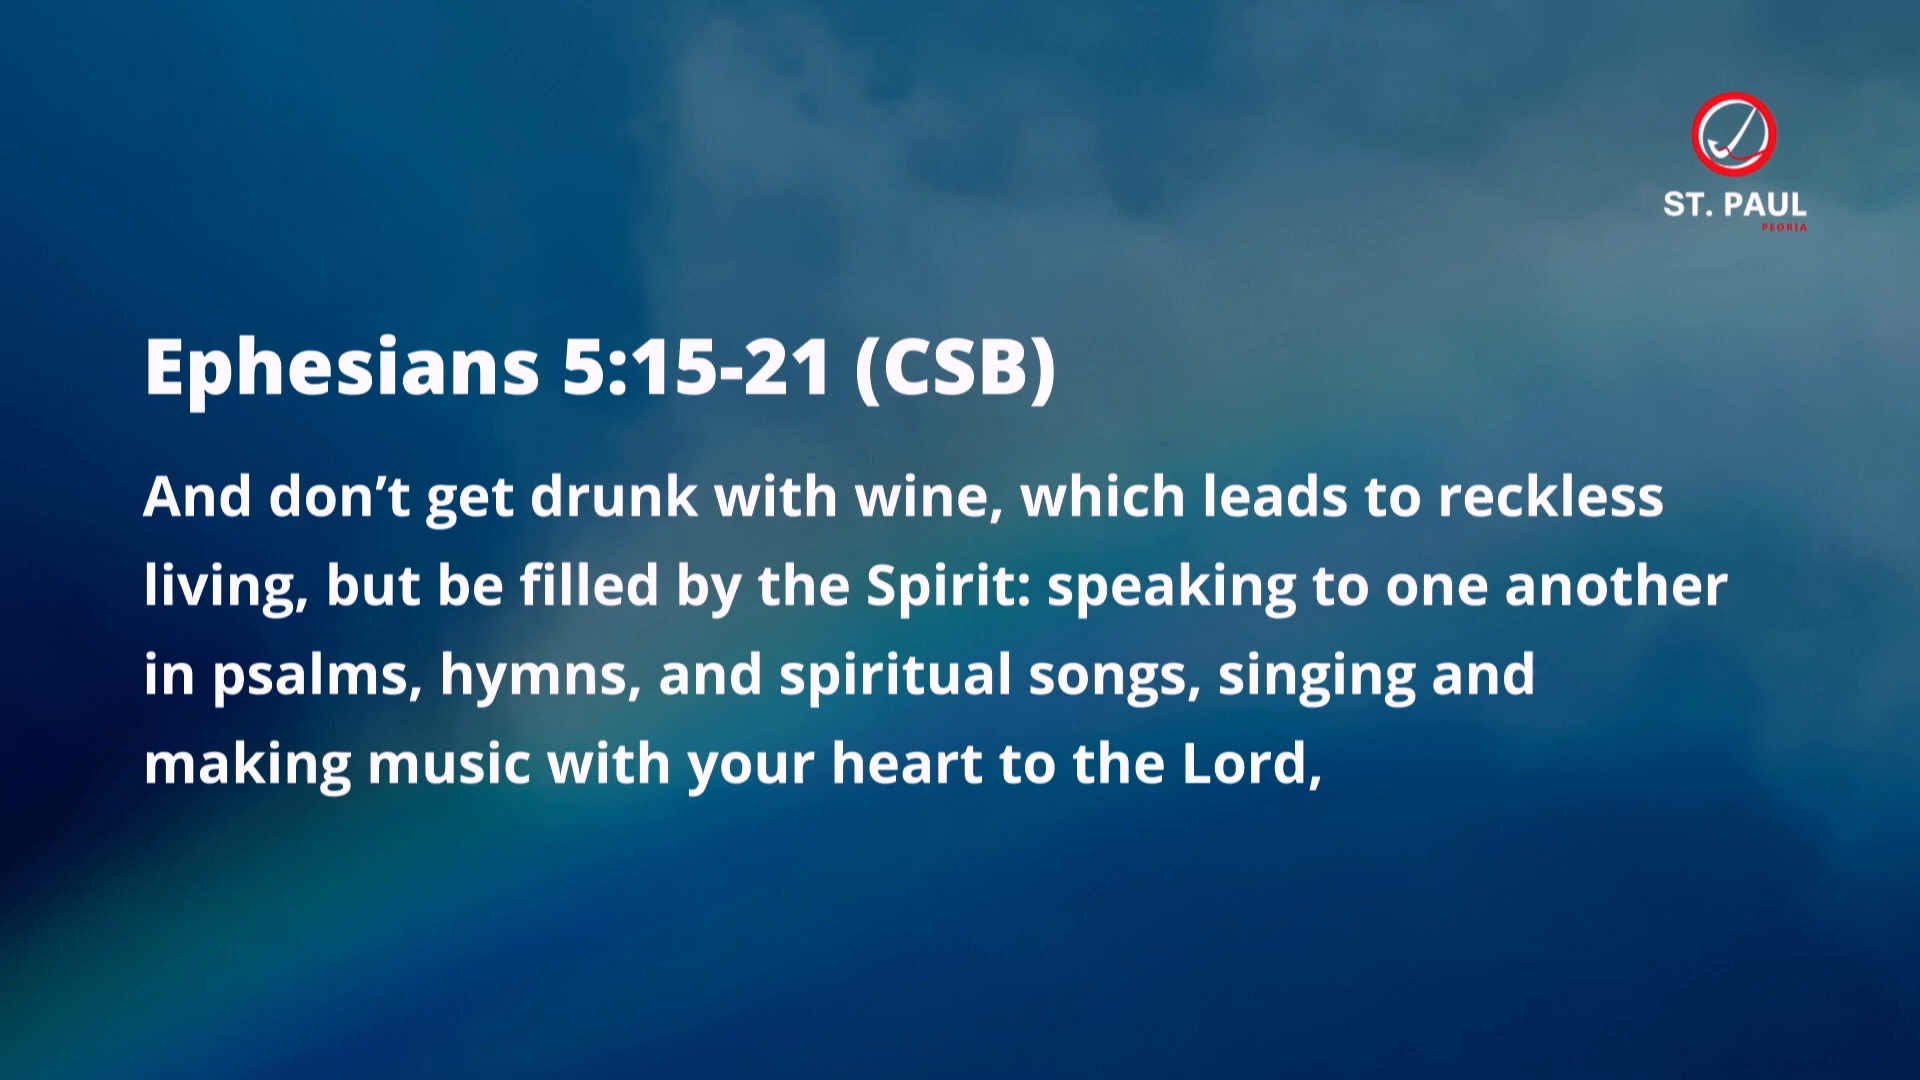 ST. PAUL
PEORIA
Ephesians 5:15-21 (CSB)
And don’t get drunk with wine, which leads to reckless
living, but be filled by the Spirit: speaking to one another
in psalms, hymns, and spiritual songs, singing and
making music with your heart to the Lord,